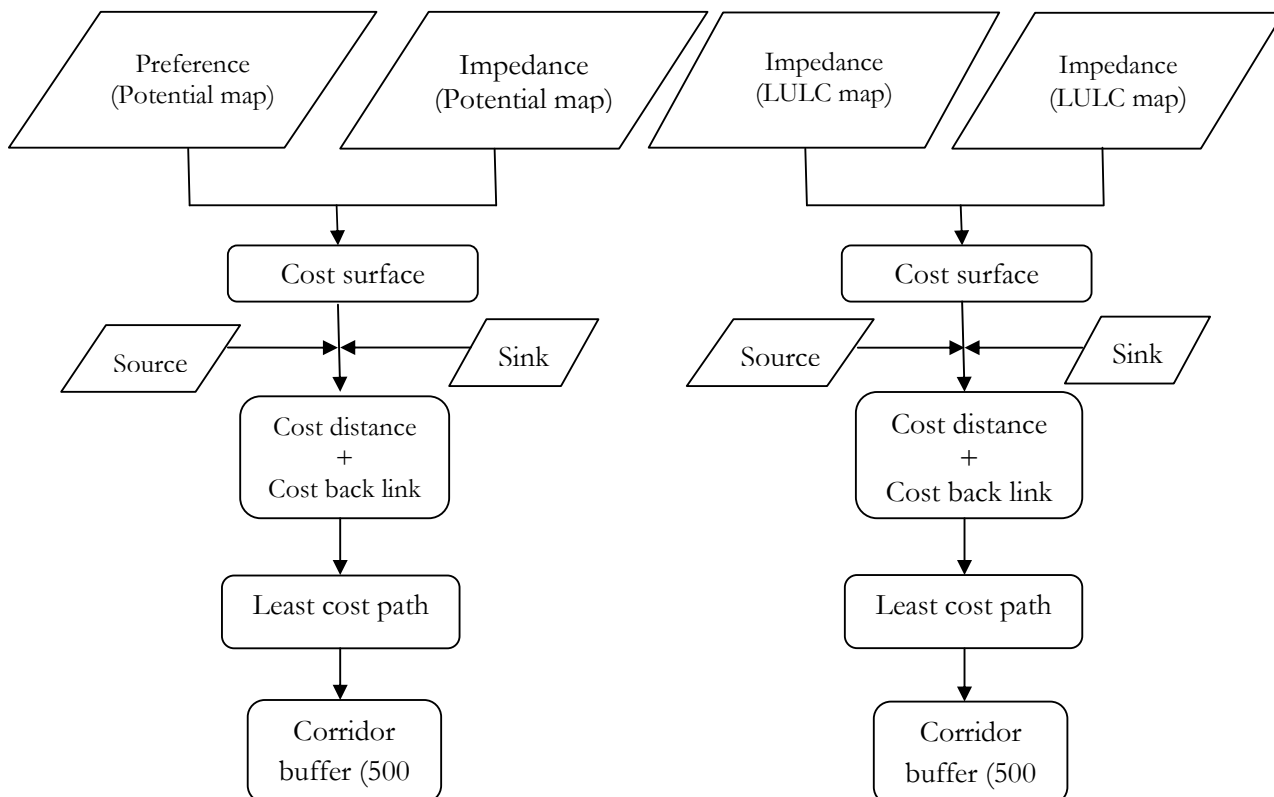 Preference
(Potential map)
Impedance
(Potential map)
Impedance
(LULC map)
Impedance
(LULC map)
Cost surface
Source
Sink
Cost distance
+
Cost back link
Least cost path
Corridor
buffer (500
Cost surface
Source
Sink
Cost distance
+
Cost back link
Least cost path
Corridor
buffer (500